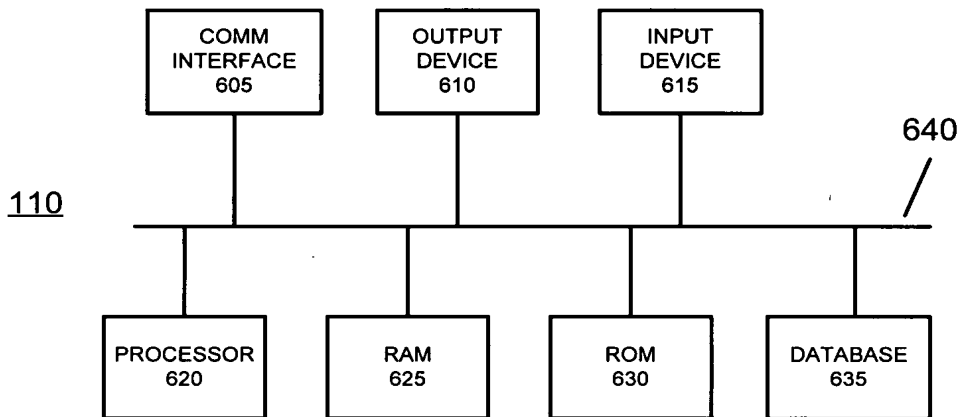 COMM
INTERFACE
605
OUTPUT
DEVICE
610
INPUT
DEVICE
615
640
110
PROCESSOR
620
RAM
625
ROM
630
DATABASE
635